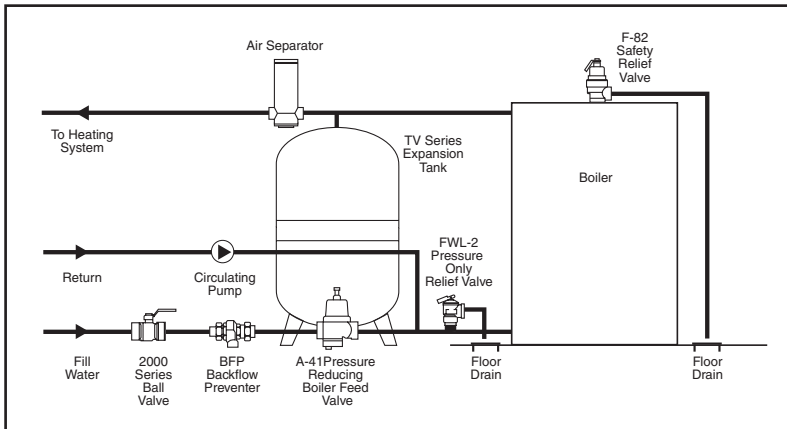 Air Separator
F-82
Safety
Relief
Valve
To Heating
System
TV Series
Expansion
Tank
Boiler
FWL-2
Pressure
Only
Relief Valve
Return
Circulating
Pump
Fill
Water
2000
Series
Ball
Valve
BFP
Backflow
Preventer
A-41Pressure
Reducing
Boiler Feed
Valve
Floor
Drain
Floor
Drain